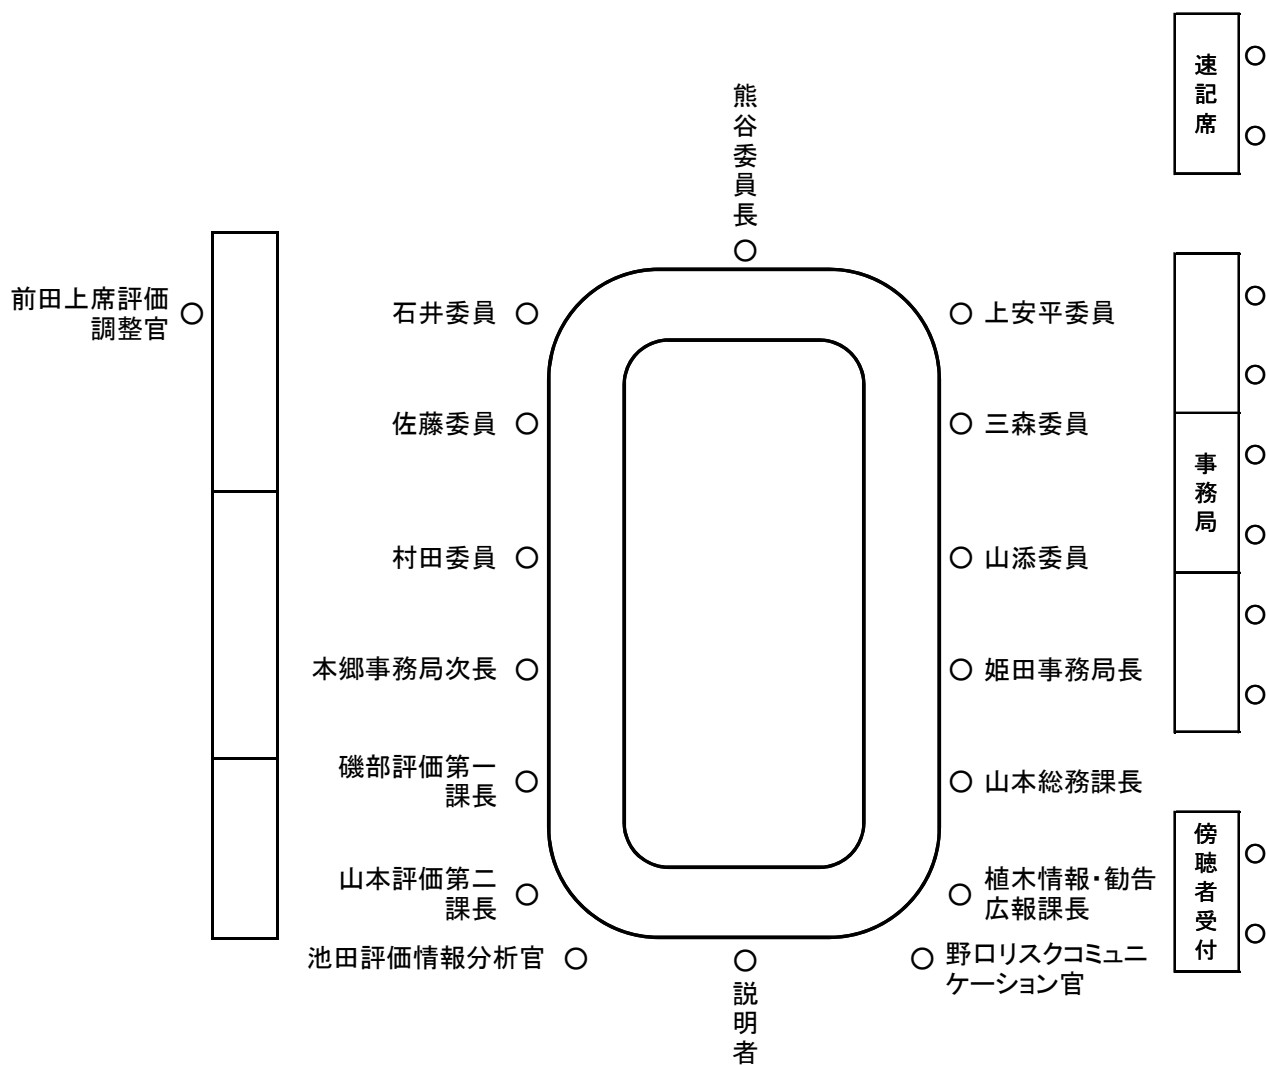 速記席
熊谷委員長
前田上席評価
調整官
石井委員
上安平委員
佐藤委員
三森委員
事務局
村田委員
山添委員
本郷事務局次長
姫田事務局長
磯部評価第一
課長
山本総務課長
傍聴者受付
山本評価第二
課長
植木情報・勧告
広報課長
池田評価情報分析官
野口リスクコミュニ
ケーション官
説明者